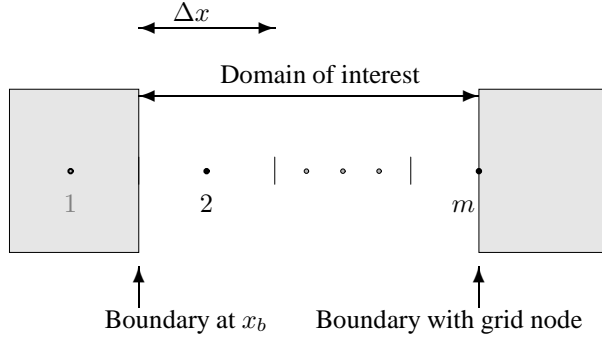 Δx
Domain of interest
1
2
m
Boundary at x_b
Boundary with grid node